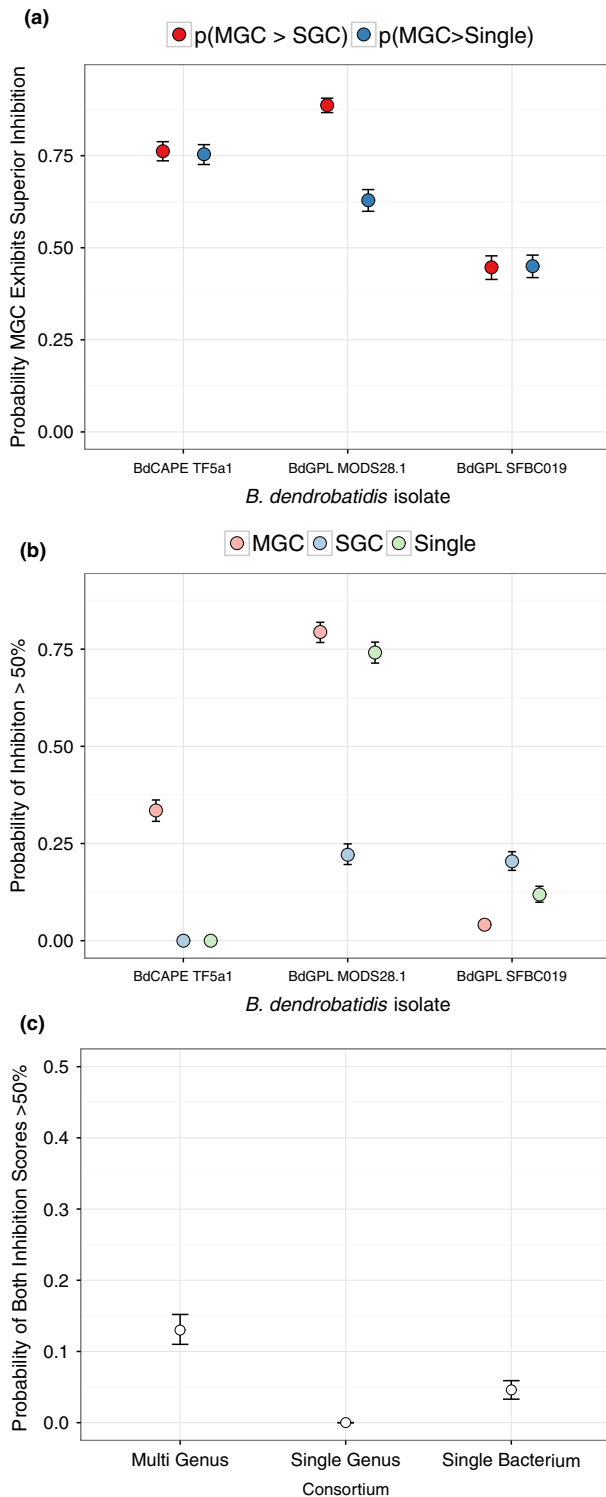 (a)
p(MGC > SGC) p(MGC>Single)
Probability MGC Exhibits Superior Inhibition
0.75
0.50
0.25
0.00
BdCAPE TF5a1 BdGPL MODS28.1 BdGPL SFBC019
B. dendrobatidis isolate
(b)
MGC SGC Single
Probability of Inhibiton > 50%
0.75
0.50
0.25
0.00
BdCAPE TF5a1 BdGPL MODS28.1 BdGPL SFBC019
B. dendrobatidis isolate
(c)
Probability of Both Inhibition Scores >50%
0.5
0.4
0.3
0.2
0.1
0.0
Multi Genus Single Genus Single Bacterium
Consortium